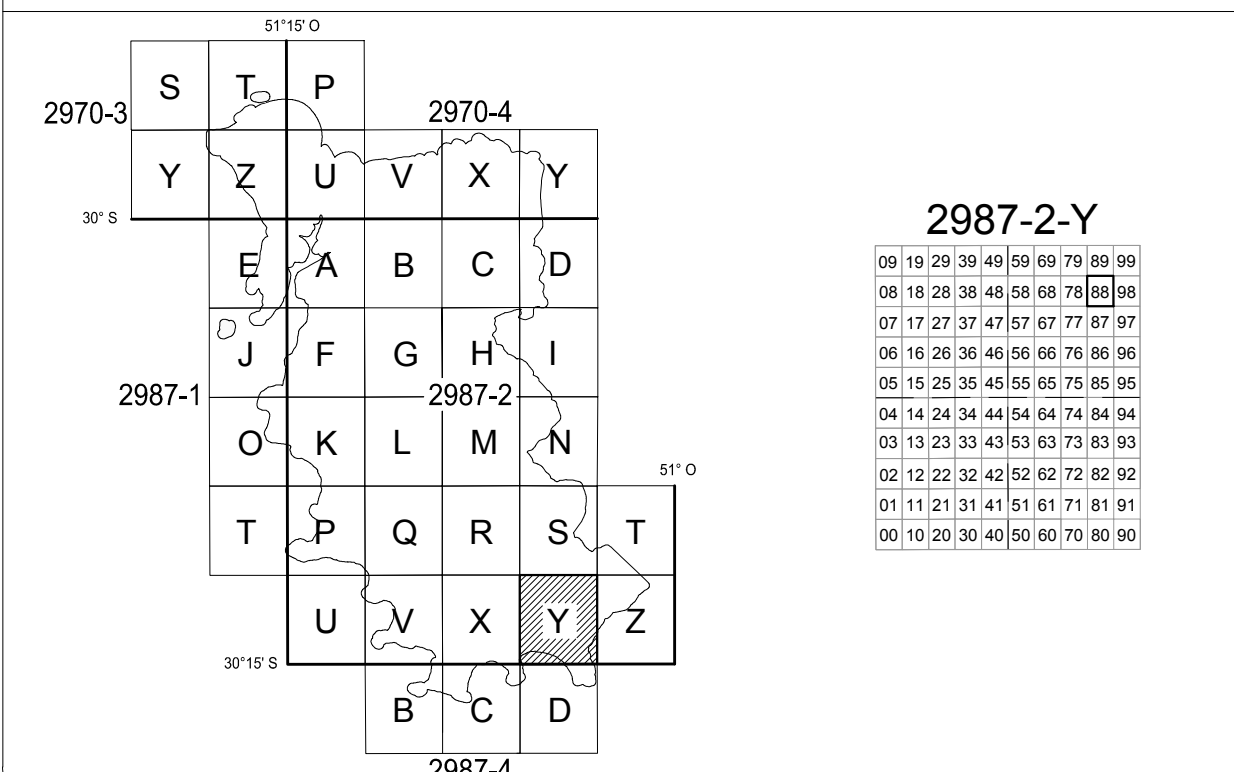 51°15' O
S T P
2970-3
2970-4
Y Z U V X Y
30° S
E A B C D
J F G H I
2987-1
2987-2
O K L M N
51° O
T P Q R S T
U V X Y Z
30°15' S
B C D
2987-4
2987-2-Y
09 19 29 39 49 59 69 79 89 99
08 18 28 38 48 58 68 78 88 98
07 17 27 37 47 57 67 77 87 97
06 16 26 36 46 56 66 76 86 96
05 15 25 35 45 55 65 75 85 95
04 14 24 34 44 54 64 74 84 94
03 13 23 33 43 53 63 73 83 93
02 12 22 32 42 52 62 72 82 92
01 11 21 31 41 51 61 71 81 91
00 10 20 30 40 50 60 70 80 90